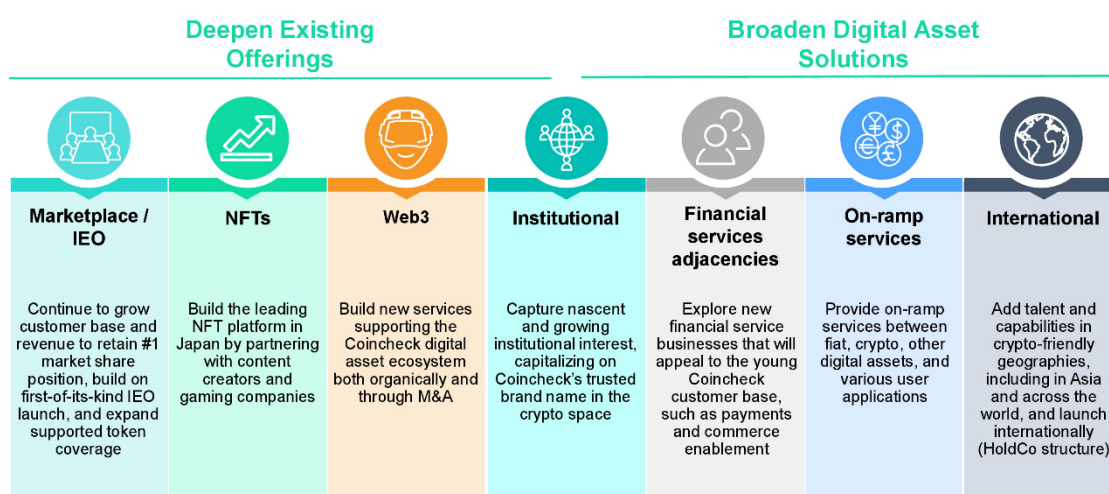 Deepen Existing
Offerings
Broaden Digital Asset
Solutions
Marketplace /
IEO
Continue to grow
customer base and
revenue to retain #1
market share
position, build on
first-of-its-kind IEO
launch, and expand
supported token
coverage
NFTs
Build the leading
NFT platform in
Japan by partnering
with content
creators and
gaming companies
Web3
Build new services
supporting the
Coincheck digital
asset ecosystem
both organically and
through M&A
Institutional
Capture nascent
and growing
institutional interest,
capitalizing on
Coincheck's trusted
brand name in the
crypto space
Financial
services
adjacencies
Explore new
financial service
businesses that will
appeal to the young
Coincheck
customer base,
such as payments
and commerce
enablement
¥ $
€ £
On-ramp
services
Provide on-ramp
services between
fiat, crypto, other
digital assets, and
various user
applications
International
Add talent and
capabilities in
crypto-friendly
geographies,
including in Asia
and across the
world, and launch
internationally
(HoldCo structure)